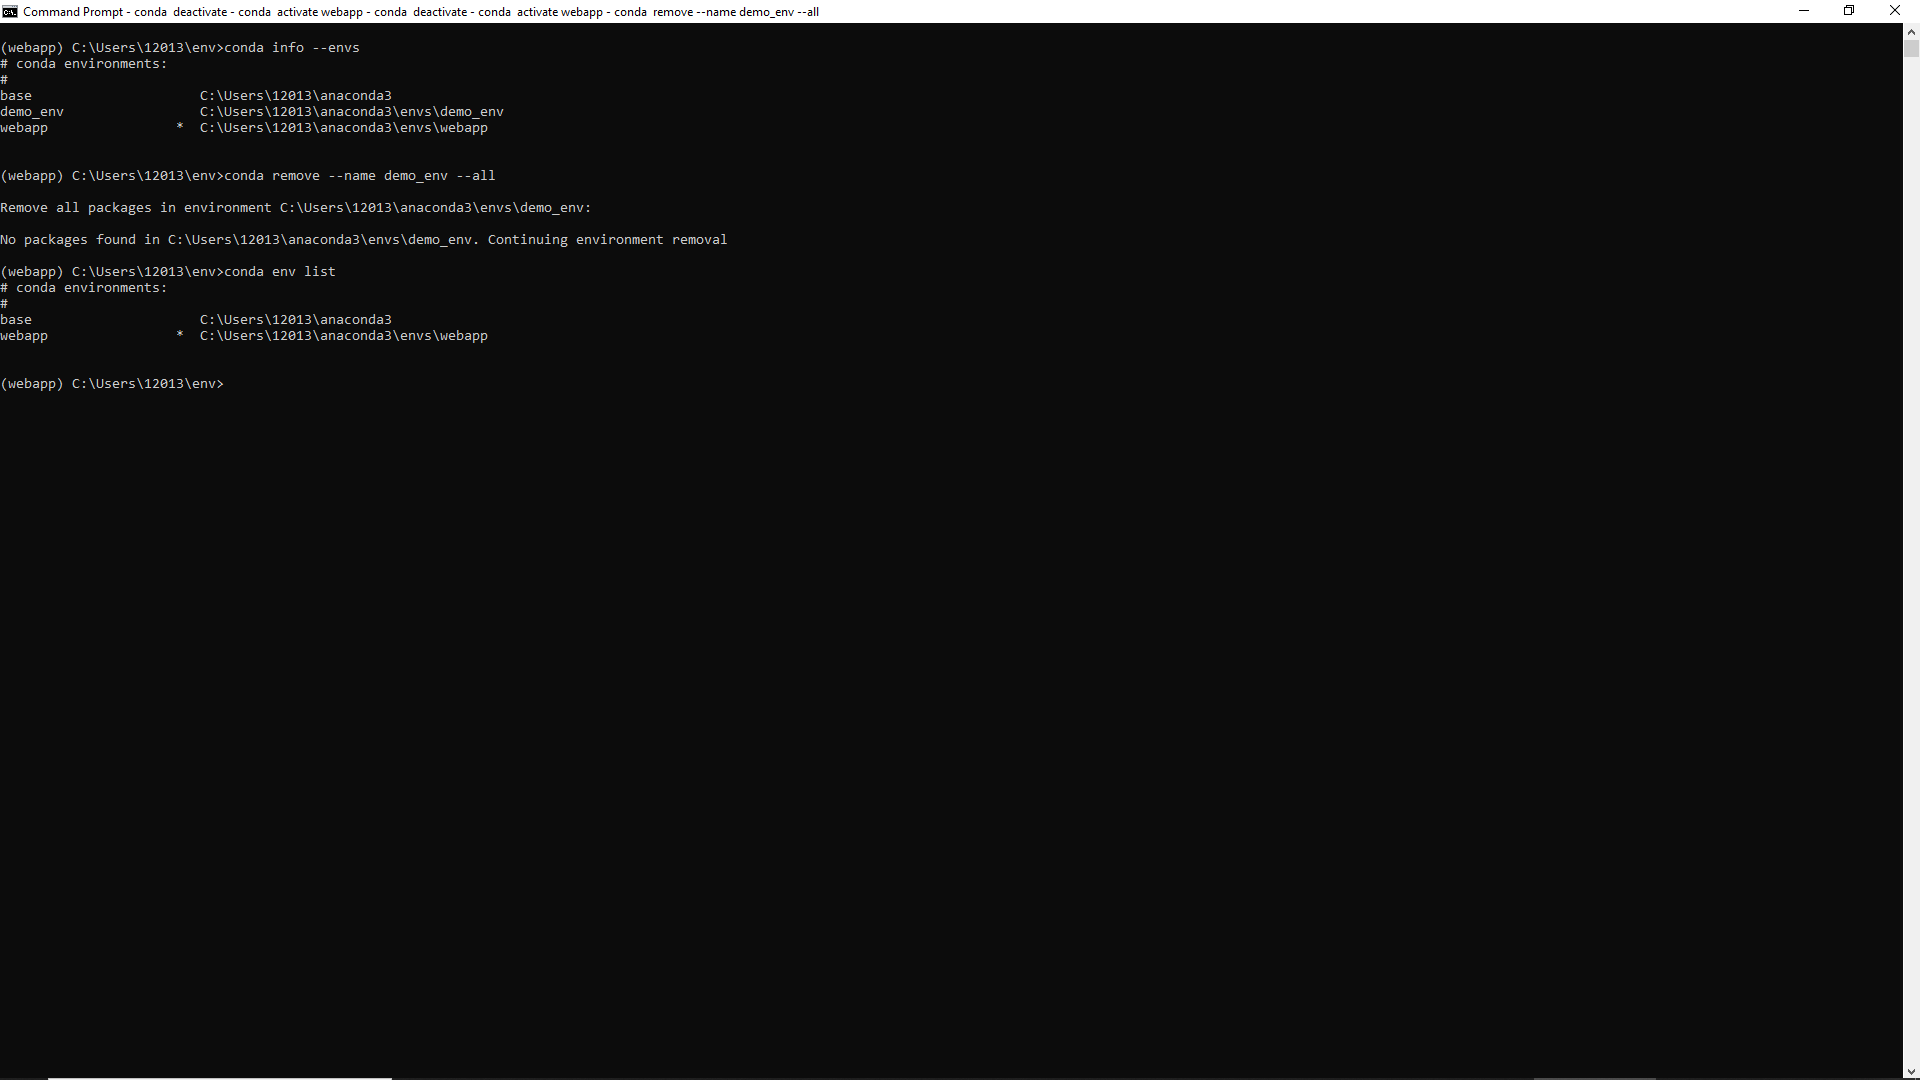 Command Prompt - conda  deactivate - conda  activate webapp - conda  deactivate - conda  activate webapp - conda  remove --name demo_env --all
(webapp) C:\Users\12013\env>conda info --envs
# conda environments:
#
base                     C:\Users\12013\anaconda3
demo_env                 C:\Users\12013\anaconda3\envs\demo_env
webapp                *  C:\Users\12013\anaconda3\envs\webapp
(webapp) C:\Users\12013\env>conda remove --name demo_env --all
Remove all packages in environment C:\Users\12013\anaconda3\envs\demo_env:
No packages found in C:\Users\12013\anaconda3\envs\demo_env. Continuing environment removal
(webapp) C:\Users\12013\env>conda env list
# conda environments:
#
base                     C:\Users\12013\anaconda3
webapp                *  C:\Users\12013\anaconda3\envs\webapp
(webapp) C:\Users\12013\env>